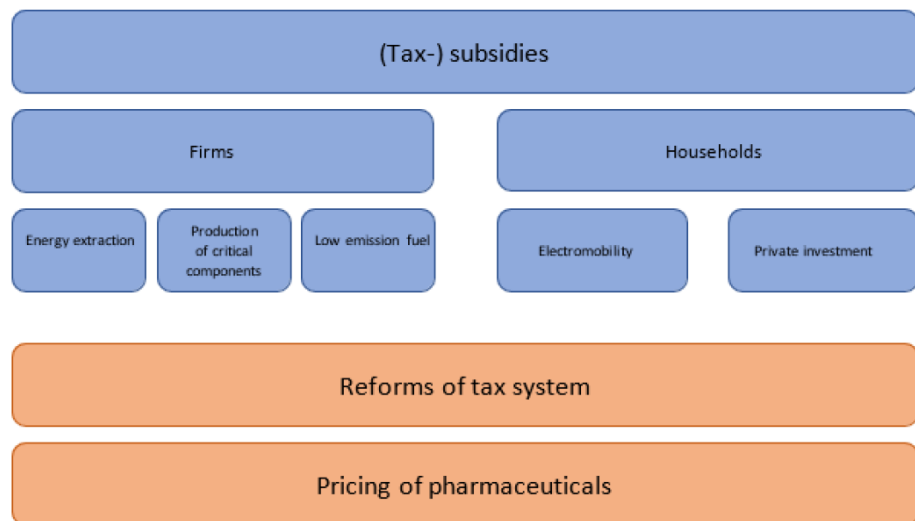 (Tax-) subsidies
Firms
Households
Energy extraction
Production
of critical
components
Low emission fuel
Electromobility
Private investment
Reforms of tax system
Pricing of pharmaceuticals